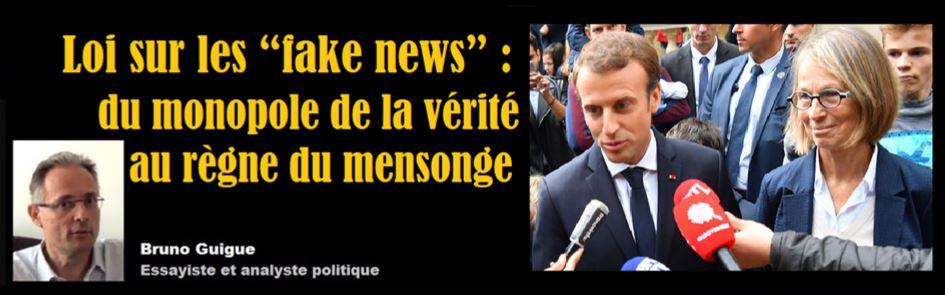 Loi sur les “fake news” :
du monopole de la vérité
au règne du mensonge
Bruno Guigue
Essayiste et analyste politique